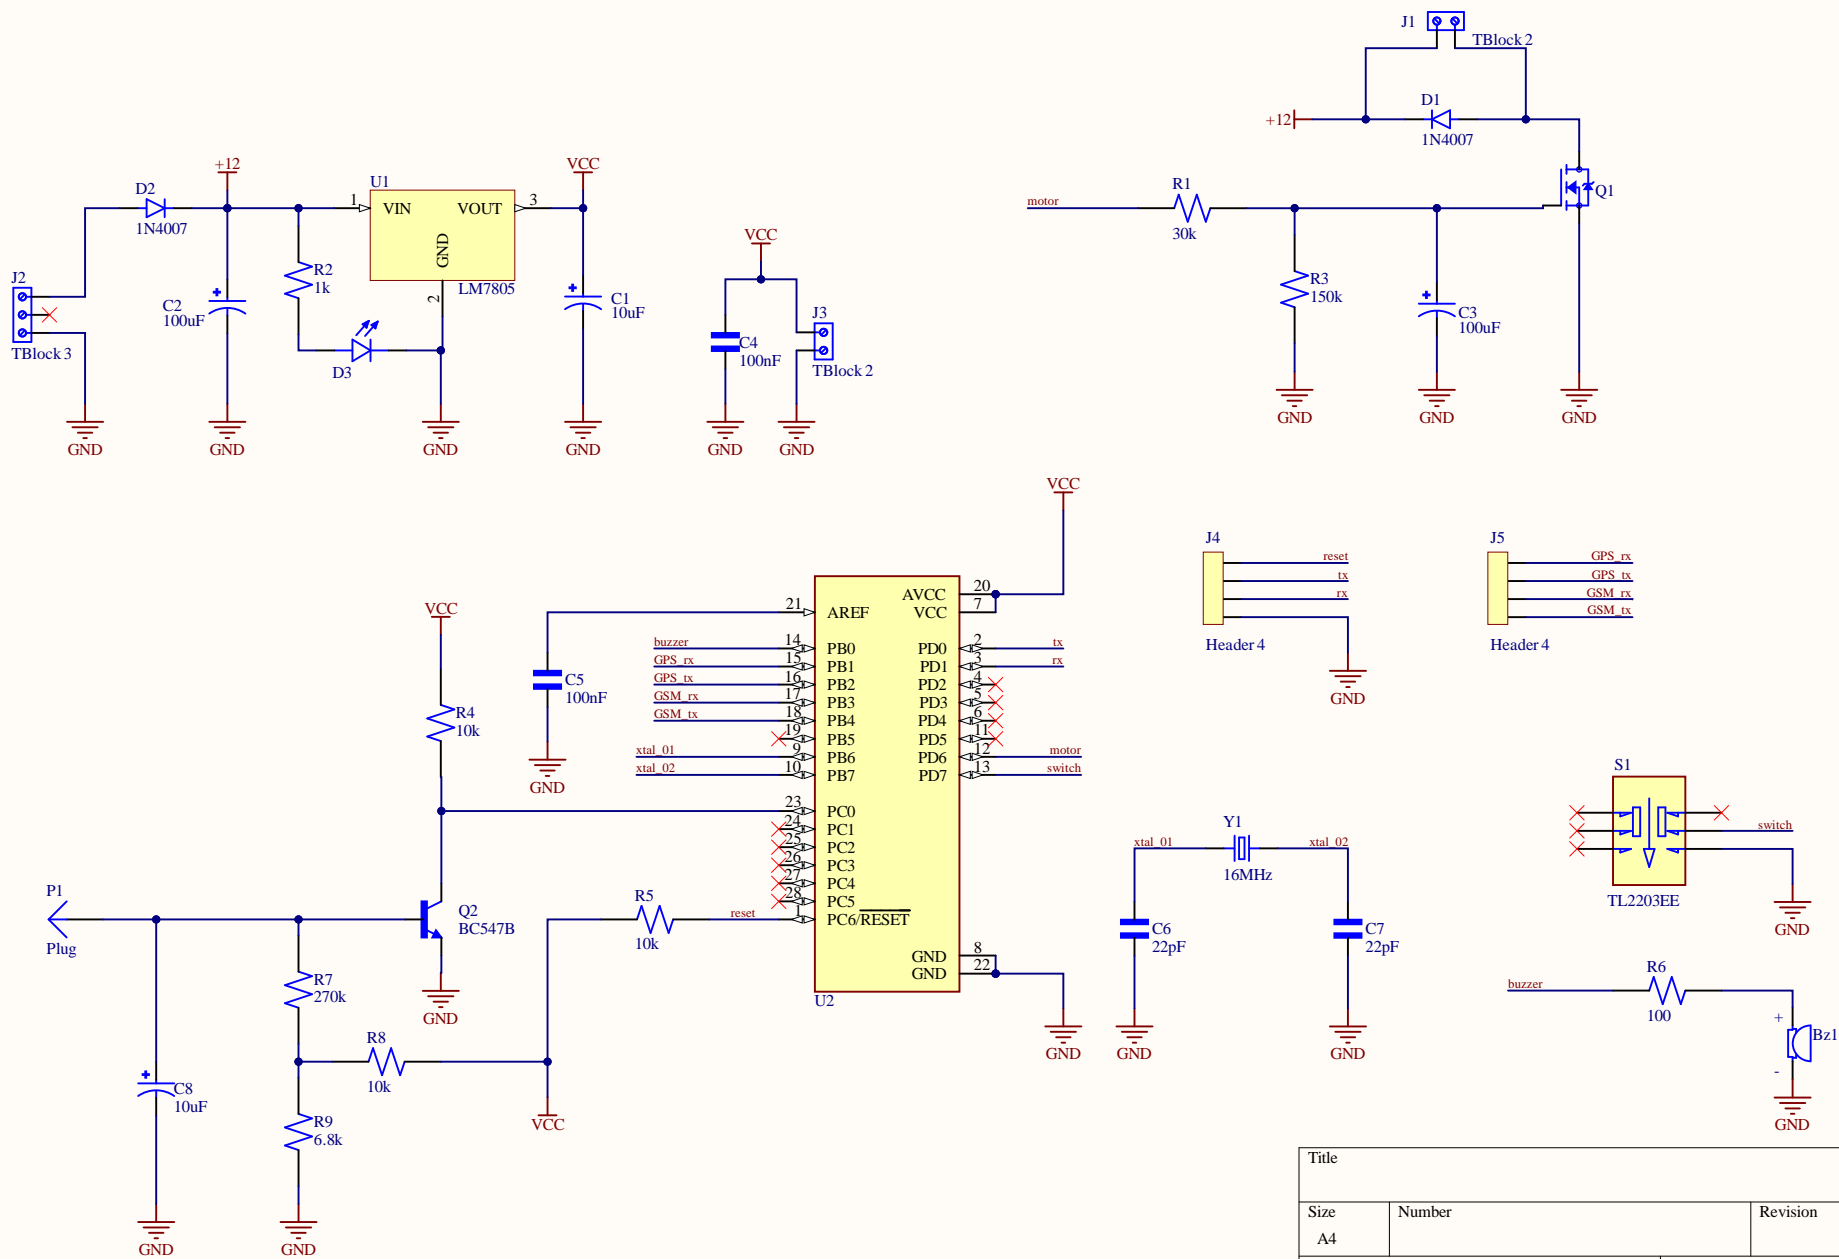 J1
TBlock 2
+12
D1
1N4007
Q1
motor
R1
30k
R3
150k
C3
100uF
GND
GND
GND
+12
VCC
D2
1N4007
U1
1
VIN
VOUT
3
GND
2
LM7805
J2
TBlock 3
C2
100uF
R2
1k
D3
C1
10uF
VCC
C4
100nF
J3
TBlock 2
GND
GND
GND
GND
GND
GND
VCC
VCC
R4
10k
C5
100nF
GND
21
AREF
buzzer
14
PB0
GPS_rx
15
PB1
GPS_tx
16
PB2
GSM_rx
17
PB3
GSM_tx
18
PB4
19
PB5
xtal_01
9
PB6
xtal_02
10
PB7
23
PC0
24
PC1
25
PC2
26
PC3
27
PC4
28
PC5
reset
1
PC6/RESET
AVCC
20
VCC
7
PD0
2
tx
PD1
3
rx
PD2
4
PD3
5
PD4
6
PD5
11
PD6
12
motor
PD7
13
switch
GND
8
GND
22
U2
GND
J4
reset
tx
rx
Header 4
GND
J5
GPS_rx
GPS_tx
GSM_rx
GSM_tx
Header 4
S1
switch
TL2203EE
GND
Y1
xtal_01
xtal_02
16MHz
C6
22pF
C7
22pF
GND
GND
buzzer
R6
100
+
Bz1
-
GND
P1
Plug
Q2
BC547B
GND
R5
10k
R7
270k
R8
10k
VCC
C8
10uF
R9
6.8k
GND
GND
Title
Size
Number
Revision
A4